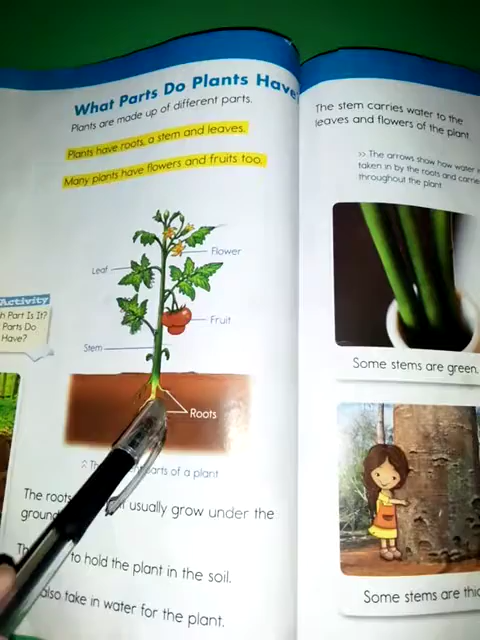 What Parts Do Plants Have
Plants are made up of different parts.
Plants have roots, a stem and leaves.
Many plants have flowers and fruits too.
Flower
Leaf
Fruit
Stem
Roots
parts of a plant
The roots
usually grow under the
to hold the plant in the soil.
also take in water for the plant.
Activity
Part Is It?
Parts Do
Have?
The stem carries water to the
leaves and flowers of the plant
>> The arrows show how water
taken in by the roots and
throughout the plant
Some stems are green,
Some stems are